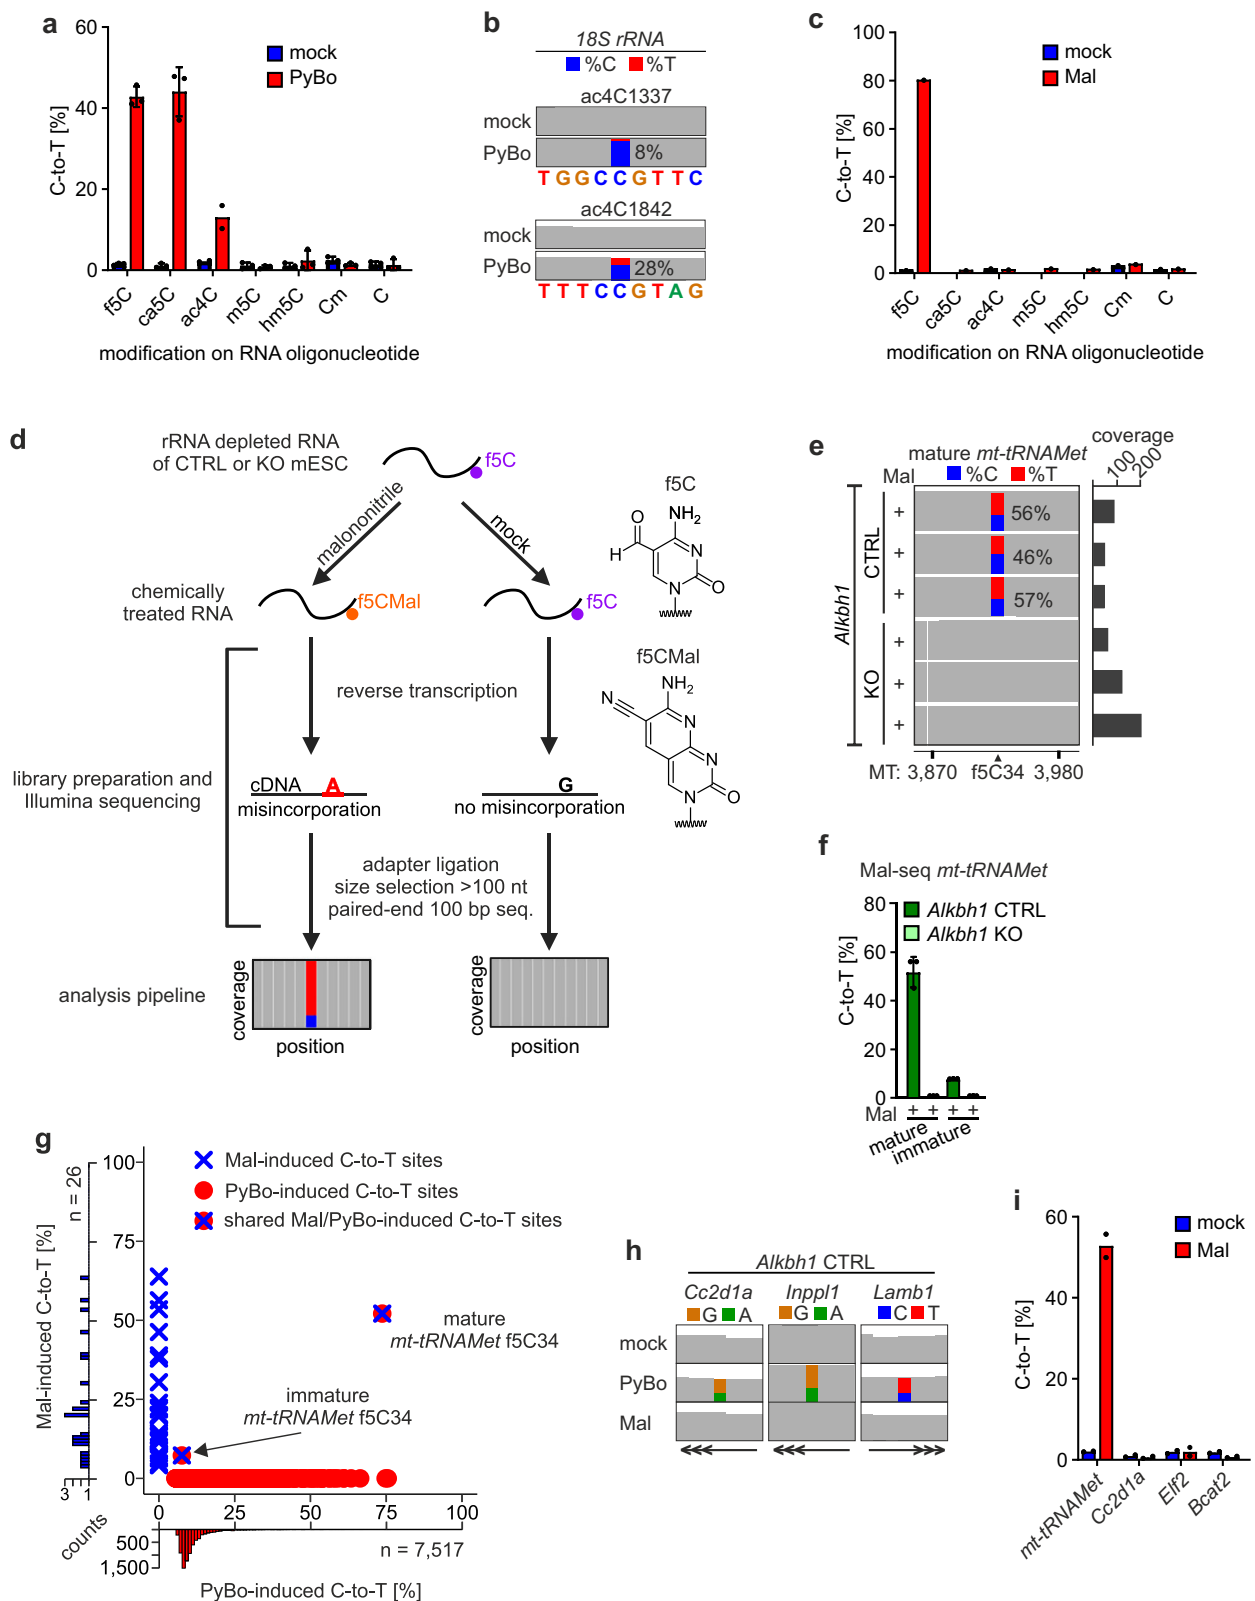 a
60
40
20
0
C-to-T [%]
mock
PyBo
f5C
ca5C
ac4C
m5C
hm5C
Cm
C
modification on RNA oligonucleotide
b
18S rRNA
%C %T
ac4C1337
mock
PyBo 8%
T G G C C G T T C
ac4C1842
mock
PyBo 28%
T T T C C G T A G
c
100
80
60
40
20
0
C-to-T [%]
mock
Mal
f5C
ca5C
ac4C
m5C
hm5C
Cm
C
modification on RNA oligonucleotide
d
rRNA depleted RNA
of CTRL or KO mESC
f5C
malononitrile
mock
f5C
O
H
NH2
N
N
O
chemically
treated RNA
f5CMal
f5C
f5CMal
N
NH2
N
N
N
O
reverse transcription
library preparation and
Illumina sequencing
cDNA A
misincorporation
G
no misincorporation
adapter ligation
size selection >100 nt
paired-end 100 bp seq.
analysis pipeline
coverage
position
coverage
position
e
mature mt-tRNAMet
Mal %C %T
coverage
100
200
Alkbh1
CTRL
+ 56%
+ 46%
+ 57%
KO
+
+
+
MT: 3,870 f5C34 3,980
f
Mal-seq mt-tRNAMet
80
60
40
20
0
C-to-T [%]
Alkbh1 CTRL
Alkbh1 KO
Mal + + + +
mature
immature
g
n = 26
Mal-induced C-to-T [%]
100
75
50
25
0
Mal-induced C-to-T sites
PyBo-induced C-to-T sites
shared Mal/PyBo-induced C-to-T sites
mature
mt-tRNAMet f5C34
immature
mt-tRNAMet f5C34
3 1
counts
0 25 50 75 100
500
1,500
n = 7,517
PyBo-induced C-to-T [%]
h
Alkbh1 CTRL
Cc2d1a Inppl1 Lamb1
G A G A C T
mock
PyBo
Mal
i
60
40
20
0
C-to-T [%]
mock
Mal
mt-tRNAMet
Cc2d1a
Elf2
Bcat2